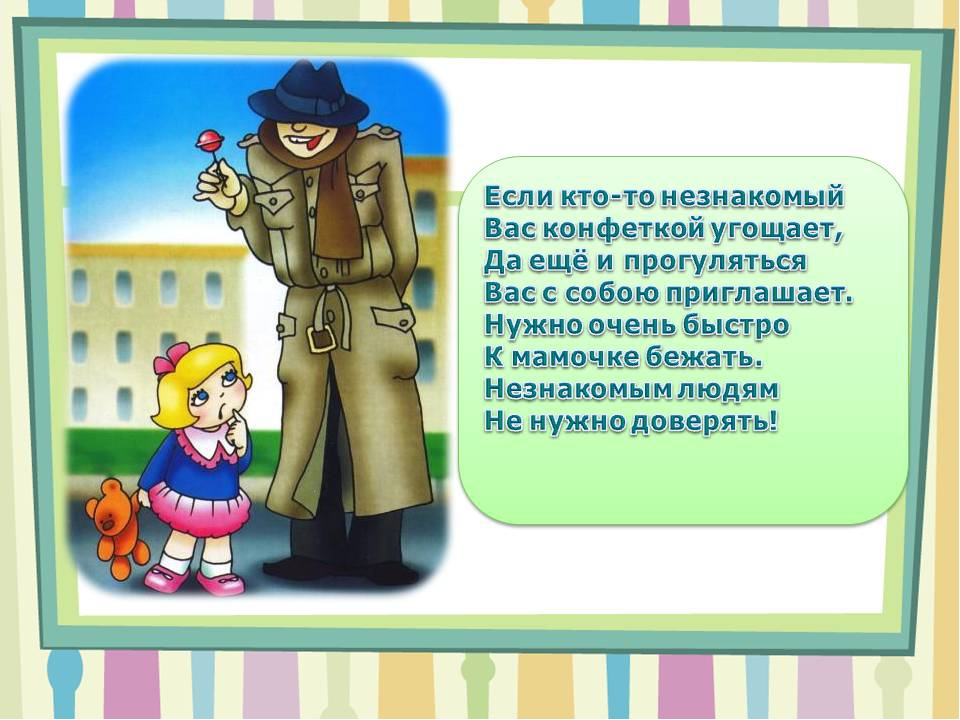 Если кто-то незнакомый
Вас конфеткой угощает,
Да ещё и прогуляться
Вас с собою приглашает.
Нужно очень быстро
К мамочке бежать.
Незнакомым людям
Не нужно доверять!